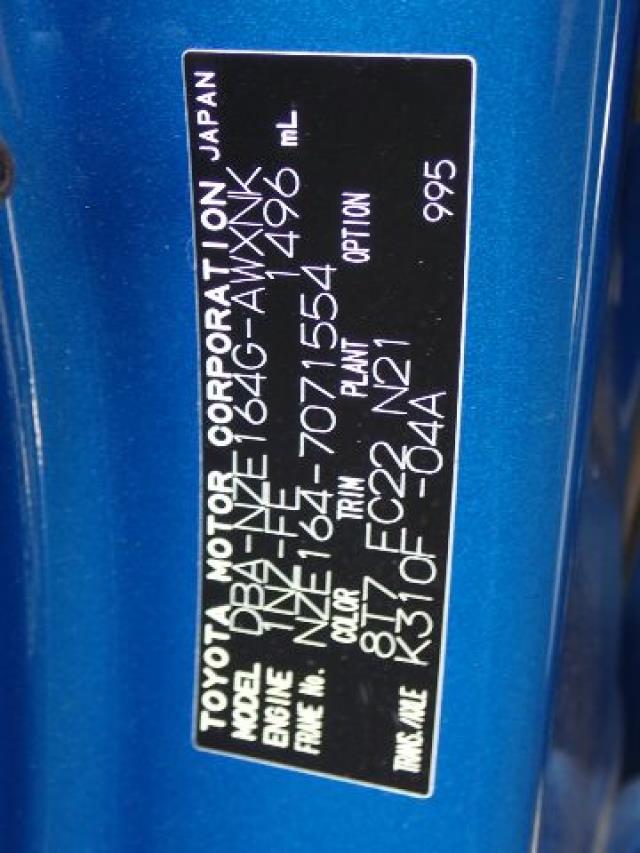 TOYOTA MOTOR CORPORATION JAPAN
MODEL DBA-NZE164G-AWXNK
ENGINE 1NZ-FE 1496 mL
FRAME No. NZE164-7071554
COLOR TRIM PLANT OPTION
8T7 FC22 N21 995
TRANS./AXLE K310F -04A